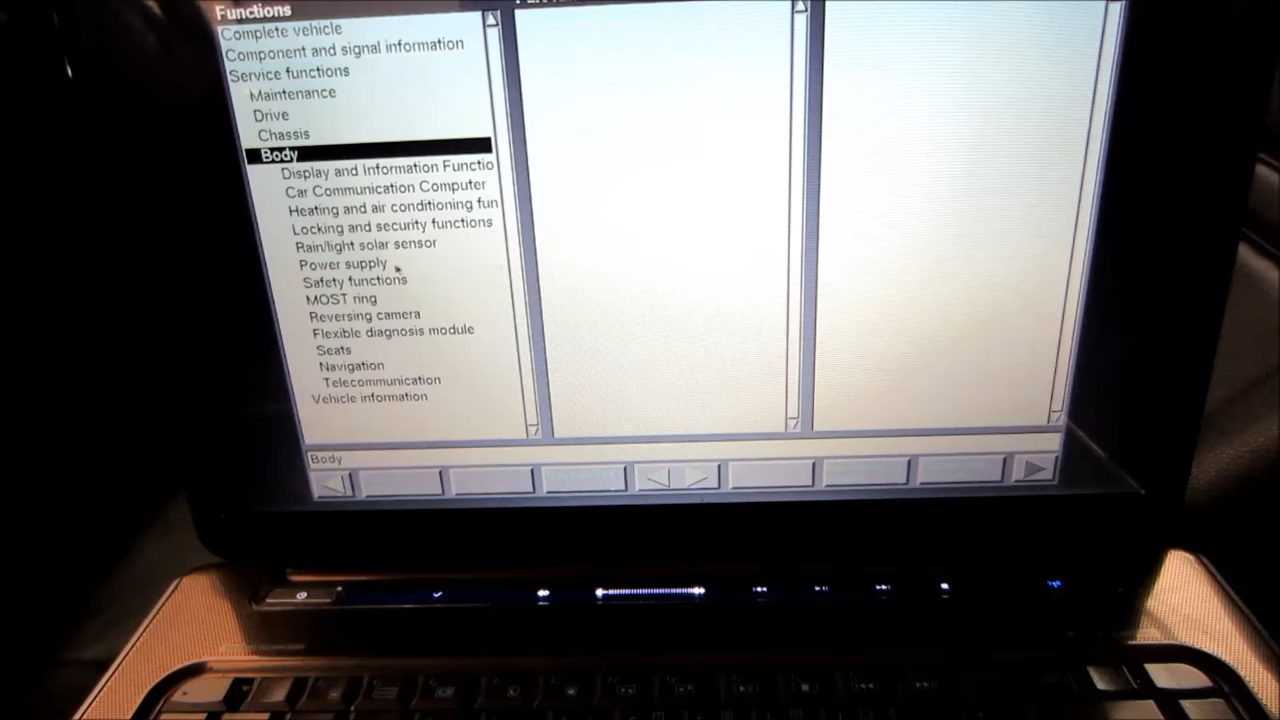 Functions
Complete vehicle
Component and signal information
Service functions
Maintenance
Drive
Chassis
Body
Display and Information Functio
Car Communication Computer
Heating and air conditioning fun
Locking and security functions
Rain/light solar sensor
Power supply
Safety functions
MOST ring
Reversing camera
Flexible diagnosis module
Seats
Navigation
Telecommunication
Vehicle information
Body